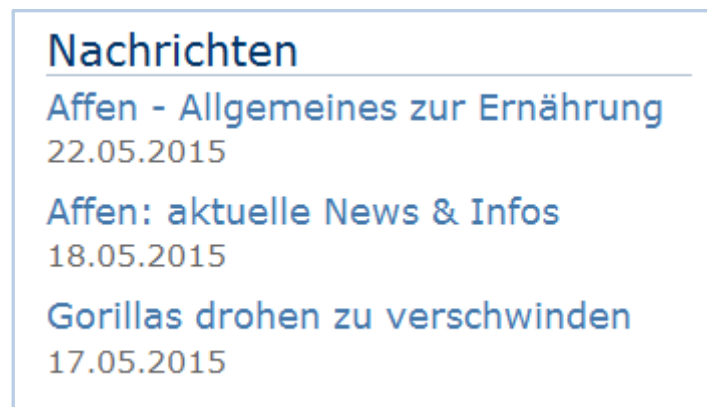 Nachrichten
Affen - Allgemeines zur Ernährung
22.05.2015
Affen: aktuelle News & Infos
18.05.2015
Gorillas drohen zu verschwinden
17.05.2015